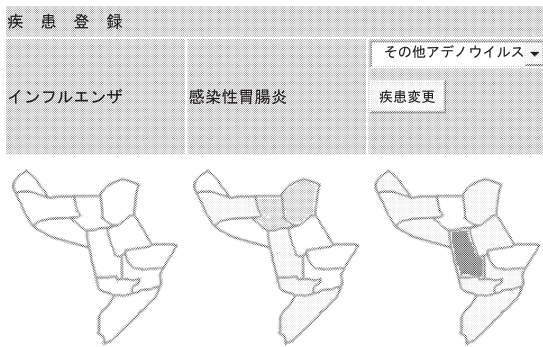 疾 患 登 録
その他アデノウイルス
インフルエンザ
感染性胃腸炎
疾患変更